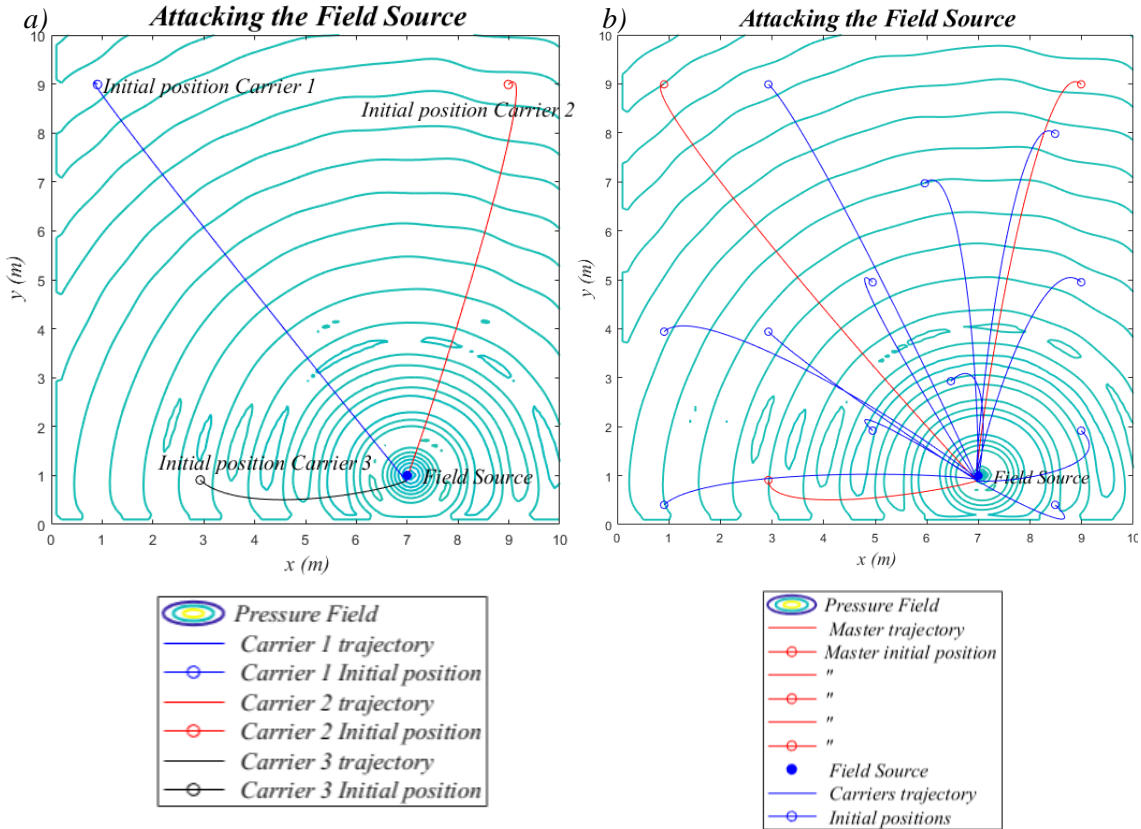 a)
Attacking the Field Source
10
9
8
7
6
5
4
3
2
1
0
y (m)
Initial position Carrier 1
Initial position Carrier 2
Initial position Carrier 3
Field Source
0 1 2 3 4 5 6 7 8 9 10
x (m)
Pressure Field
Carrier 1 trajectory
Carrier 1 Initial position
Carrier 2 trajectory
Carrier 2 Initial position
Carrier 3 trajectory
Carrier 3 Initial position
b)
Attacking the Field Source
10
9
8
7
6
5
4
3
2
1
0
y (m)
Field Source
0 1 2 3 4 5 6 7 8 9 10
x (m)
Pressure Field
Master trajectory
Master initial position
"
"
"
"
Field Source
Carriers trajectory
Initial positions